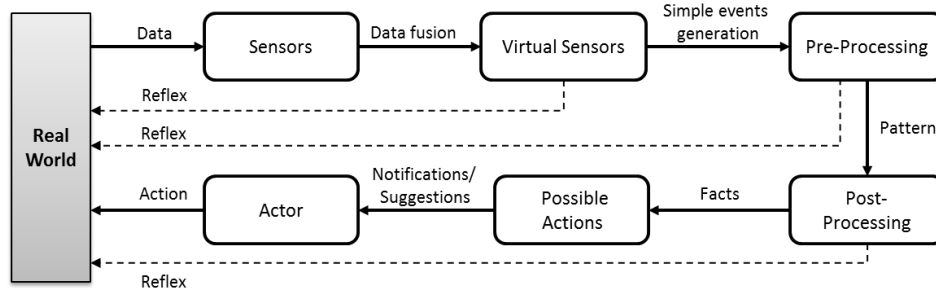 Simple events
generation
Data
Sensors
Data fusion
Virtual Sensors
Pre-Processing
Reflex
Reflex
Pattern
Real
World
Action
Actor
Notifications/
Suggestions
Possible
Actions
Facts
Post-
Processing
Reflex